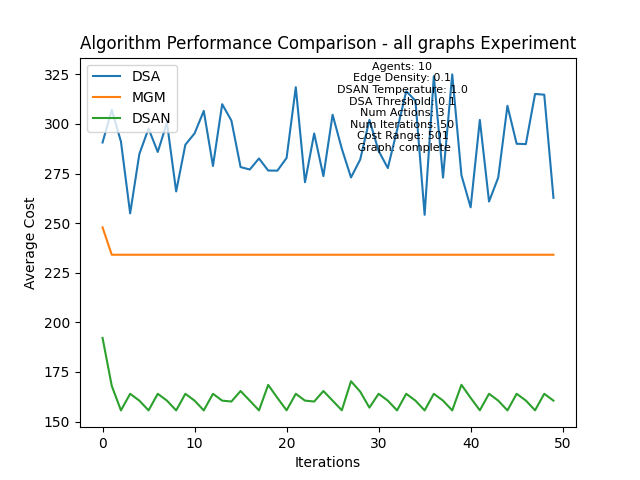 Algorithm Performance Comparison - all graphs Experiment
DSA
MGM
DSAN
Agents: 10
Edge Density: 0.1
DSAN Temperature: 1.0
DSA Threshold: 0.1
Num Actions: 3
Num Iterations: 50
Cost Range: 501
Graph: complete
Average Cost
325
300
275
250
225
200
175
150
0
10
20
30
40
50
Iterations